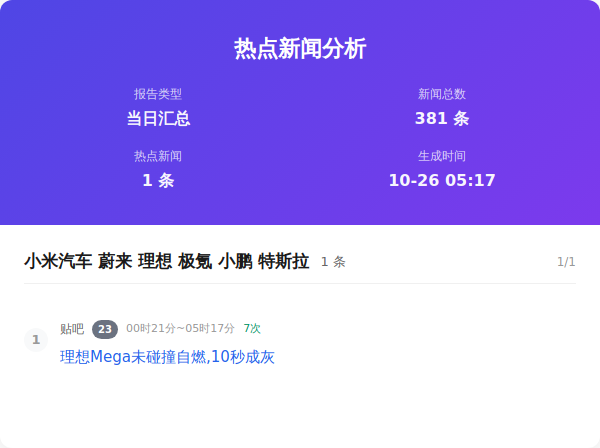 热点新闻分析
报告类型
新闻总数
当日汇总
381 条
热点新闻
生成时间
1 条
10-26 05:17
小米汽车 蔚来 理想 极氪 小鹏 特斯拉 1 条 1/1
1
贴吧 23 00时21分~05时17分 7次
理想Mega未碰撞自燃,10秒成灰